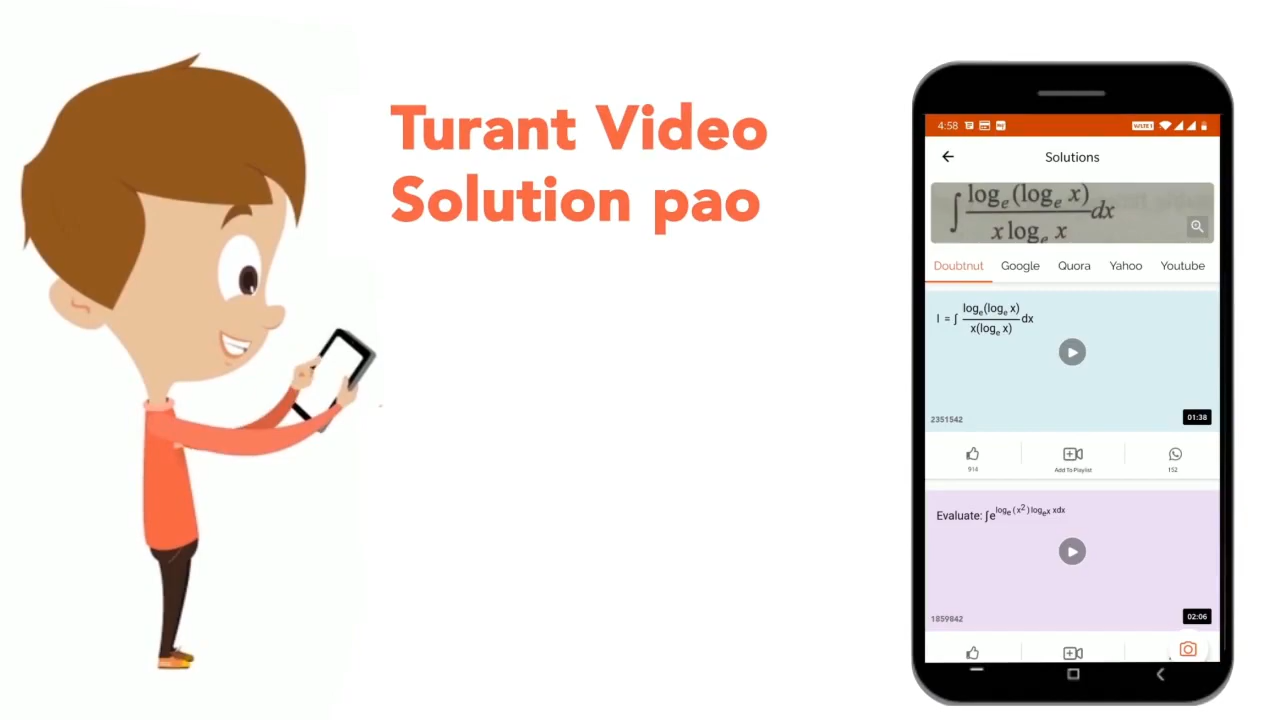 Turant Video
Solution pao
4:58
VoLTE1
Solutions
∫ logₑ(logₑ x) / x logₑ x dx
Doubtnut Google Quora Yahoo Youtube
I = ∫ logₑ(logₑ x) / x(logₑ x) dx
2351542 01:38
914 Add To Playlist 152
Evaluate: ∫e^logₑ(x²)logₑx xdx
1859842 02:06